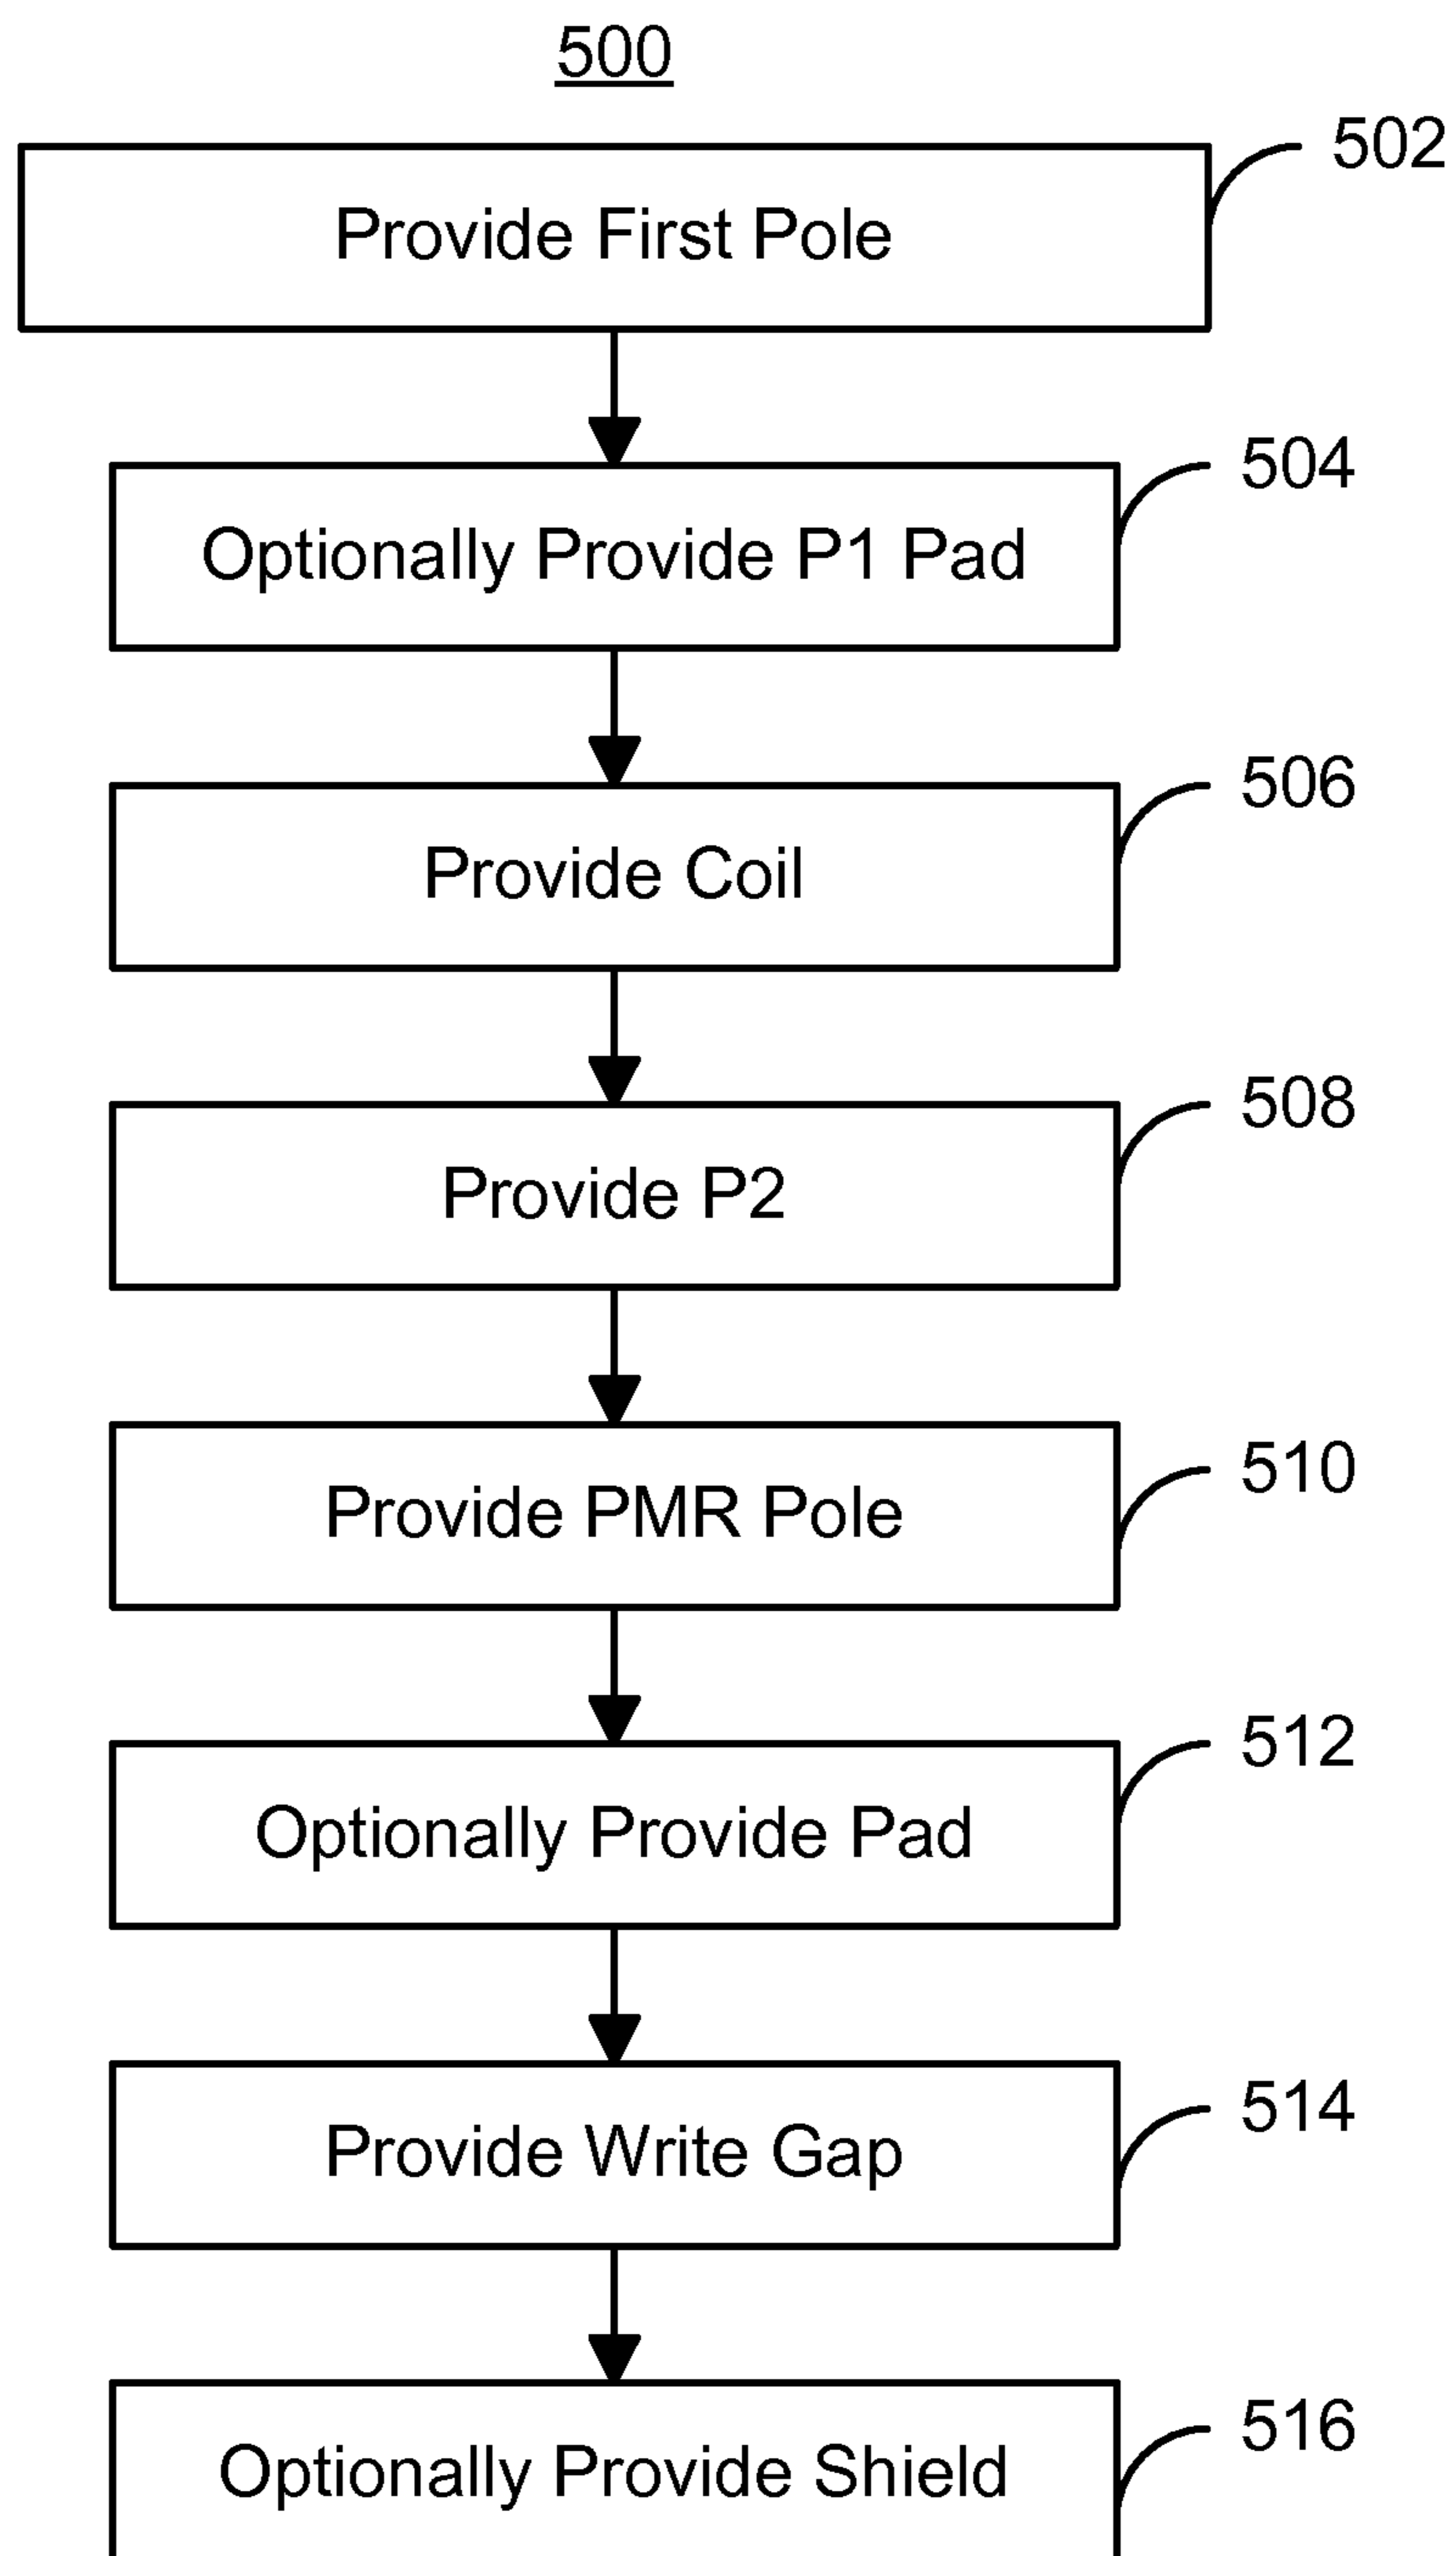 500
502
Provide First Pole
504
Optionally Provide P1 Pad
506
Provide Coil
508
Provide P2
510
Provide PMR Pole
512
Optionally Provide Pad
514
Provide Write Gap
516
Optionally Provide Shield